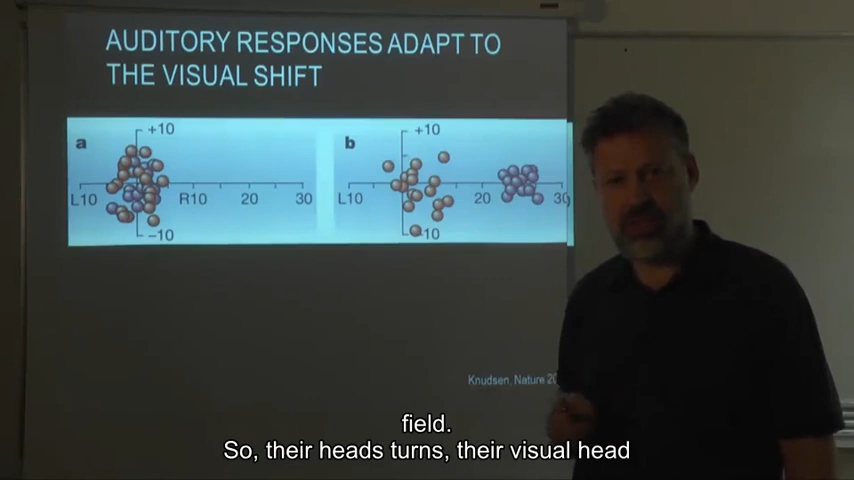 AUDITORY RESPONSES ADAPT TO
THE VISUAL SHIFT
a
+10
L10
R10
20
30
−10
b
+10
L10
20
30
10
Knudsen, Nature
field.
So, their heads turns, their visual head